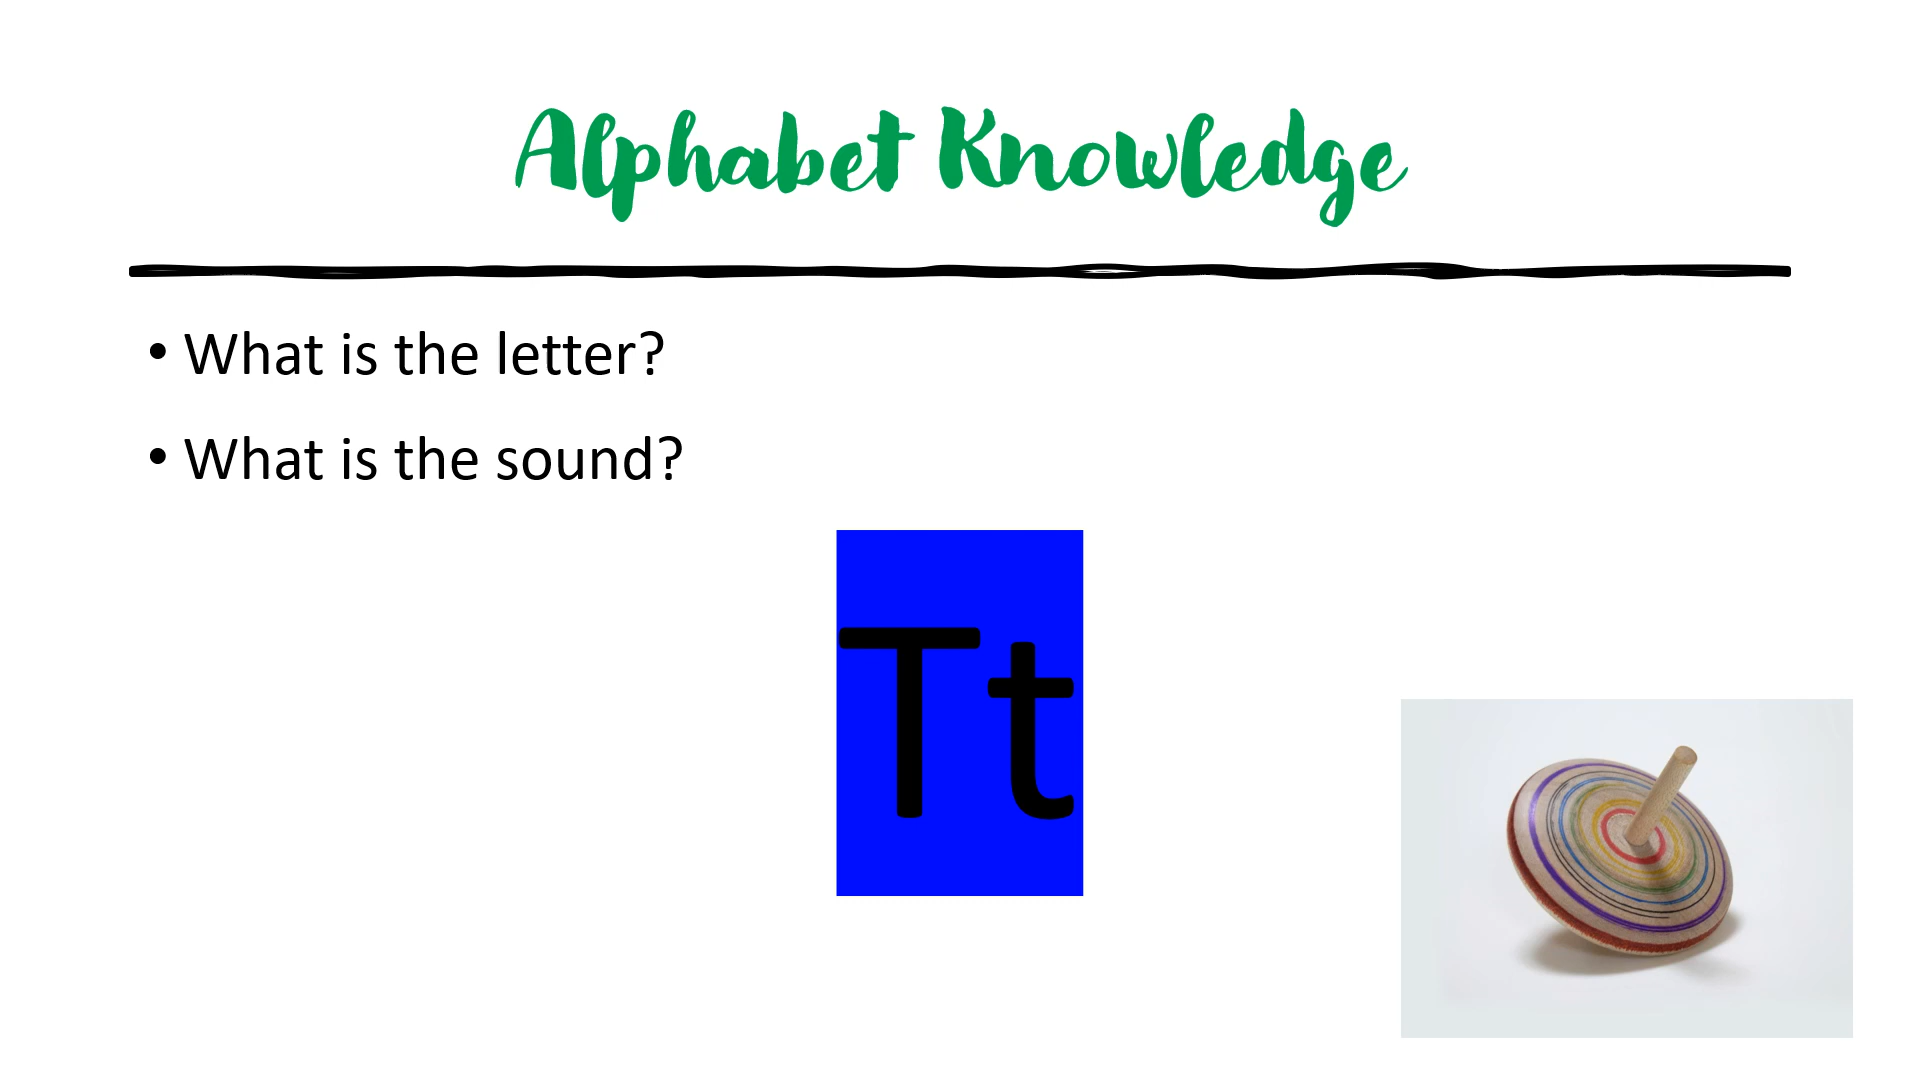 Alphabet Knowledge
• What is the letter?
• What is the sound?
Tt